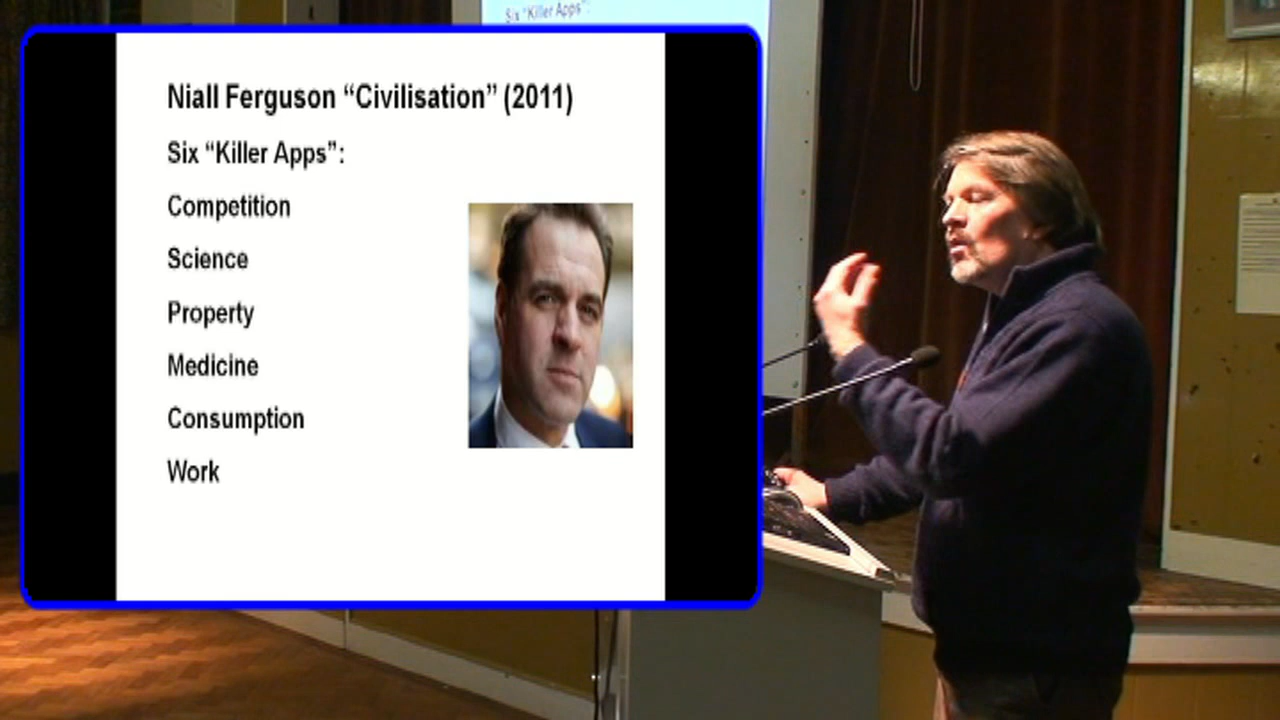 Six “Killer Apps”:
Niall Ferguson “Civilisation” (2011)
Six “Killer Apps”:
Competition
Science
Property
Medicine
Consumption
Work